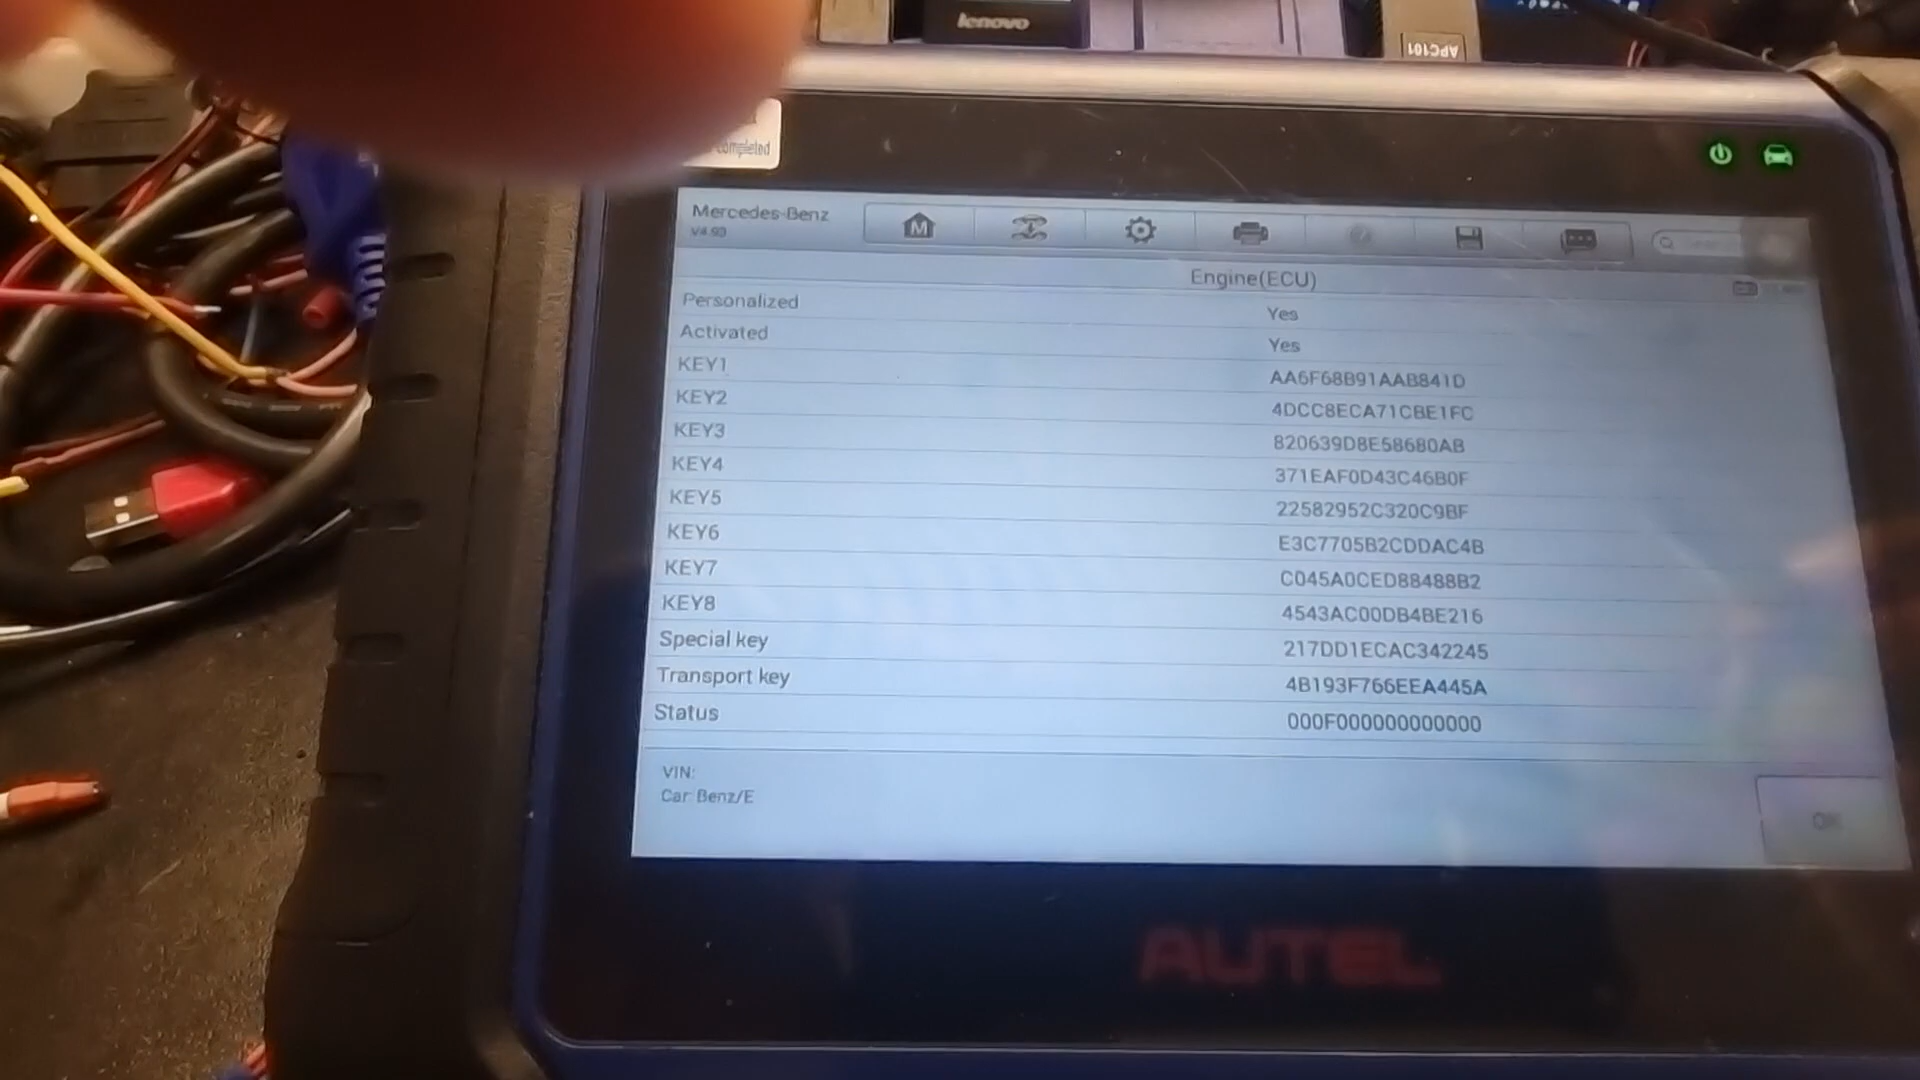 lenovo
APC101
completed
Mercedes-Benz
V4.90
M
Engine(ECU)
Personalized Yes
Activated Yes
KEY1 AA6F68B91AAB841D
KEY2 4DCC8ECA71CBE1FC
KEY3 820639D8E58680AB
KEY4 371EAF0D43C46B0F
KEY5 22582952C320C9BF
KEY6 E3C7705B2CDDAC4B
KEY7 C045A0CED88488B2
KEY8 4543AC00DB4BE216
Special key 217DD1ECAC342245
Transport key 4B193F766EEA445A
Status 000F000000000000
VIN:
Car: Benz/E
OK
AUTEL